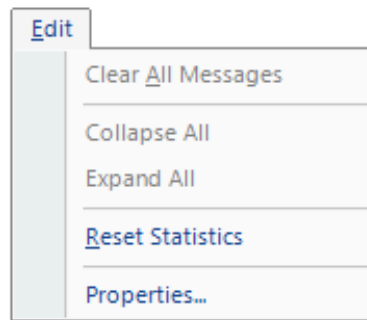 Edit
Clear All Messages
Collapse All
Expand All
Reset Statistics
Properties...